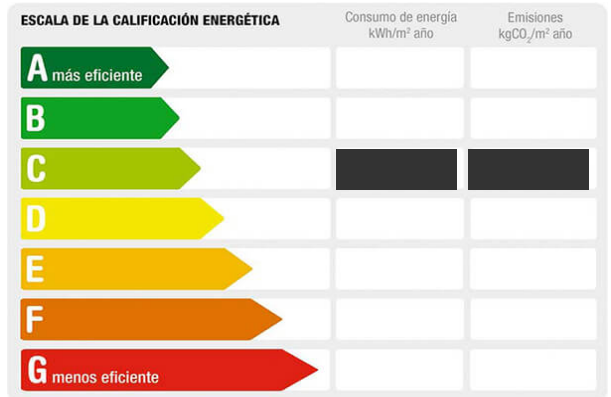 ESCALA DE LA CALIFICACIÓN ENERGÉTICA
Consumo de energía
kWh/m² año
Emisiones
kgCO₂/m² año
A más eficiente
B
C
D
E
F
G menos eficiente